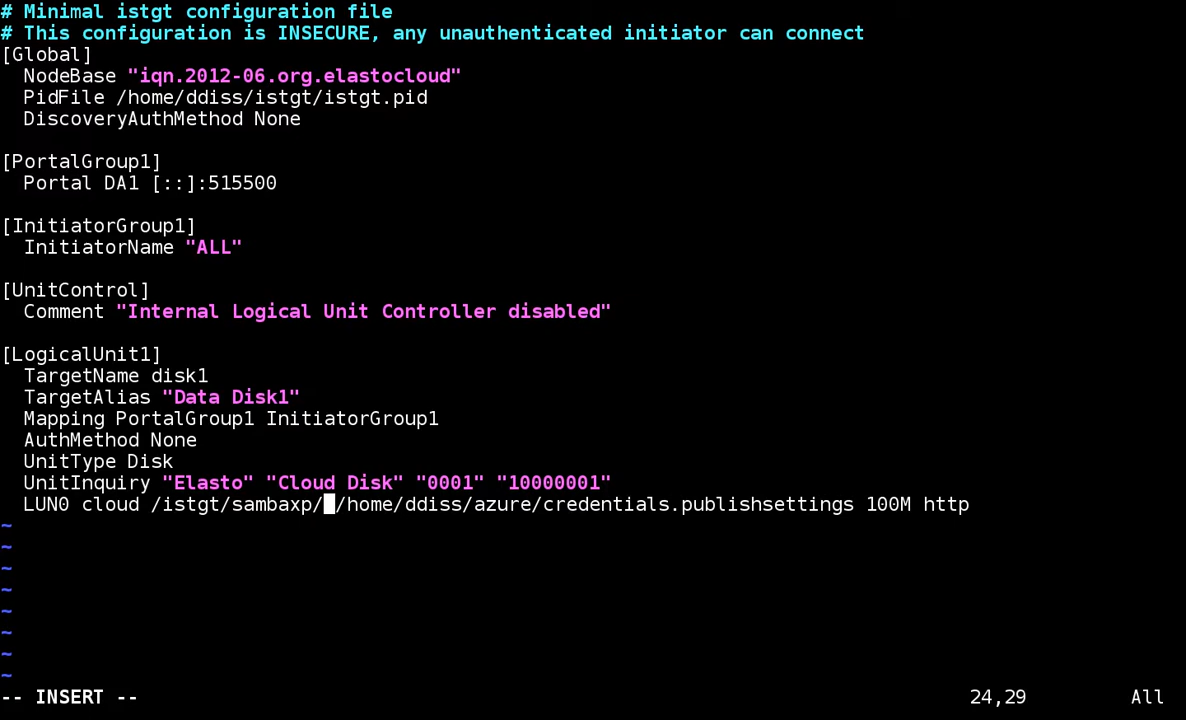 # Minimal istgt configuration file
# This configuration is INSECURE, any unauthenticated initiator can connect
[Global]
  NodeBase "iqn.2012-06.org.elastocloud"
  PidFile /home/ddiss/istgt/istgt.pid
  DiscoveryAuthMethod None

[PortalGroup1]
  Portal DA1 [::]:515500

[InitiatorGroup1]
  InitiatorName "ALL"

[UnitControl]
  Comment "Internal Logical Unit Controller disabled"

[LogicalUnit1]
  TargetName disk1
  TargetAlias "Data Disk1"
  Mapping PortalGroup1 InitiatorGroup1
  AuthMethod None
  UnitType Disk
  UnitInquiry "Elasto" "Cloud Disk" "0001" "10000001"
  LUN0 cloud /istgt/sambaxp/ /home/ddiss/azure/credentials.publishsettings 100M http
~
~
~
~
~
~
~
~
-- INSERT -- 24,29 All